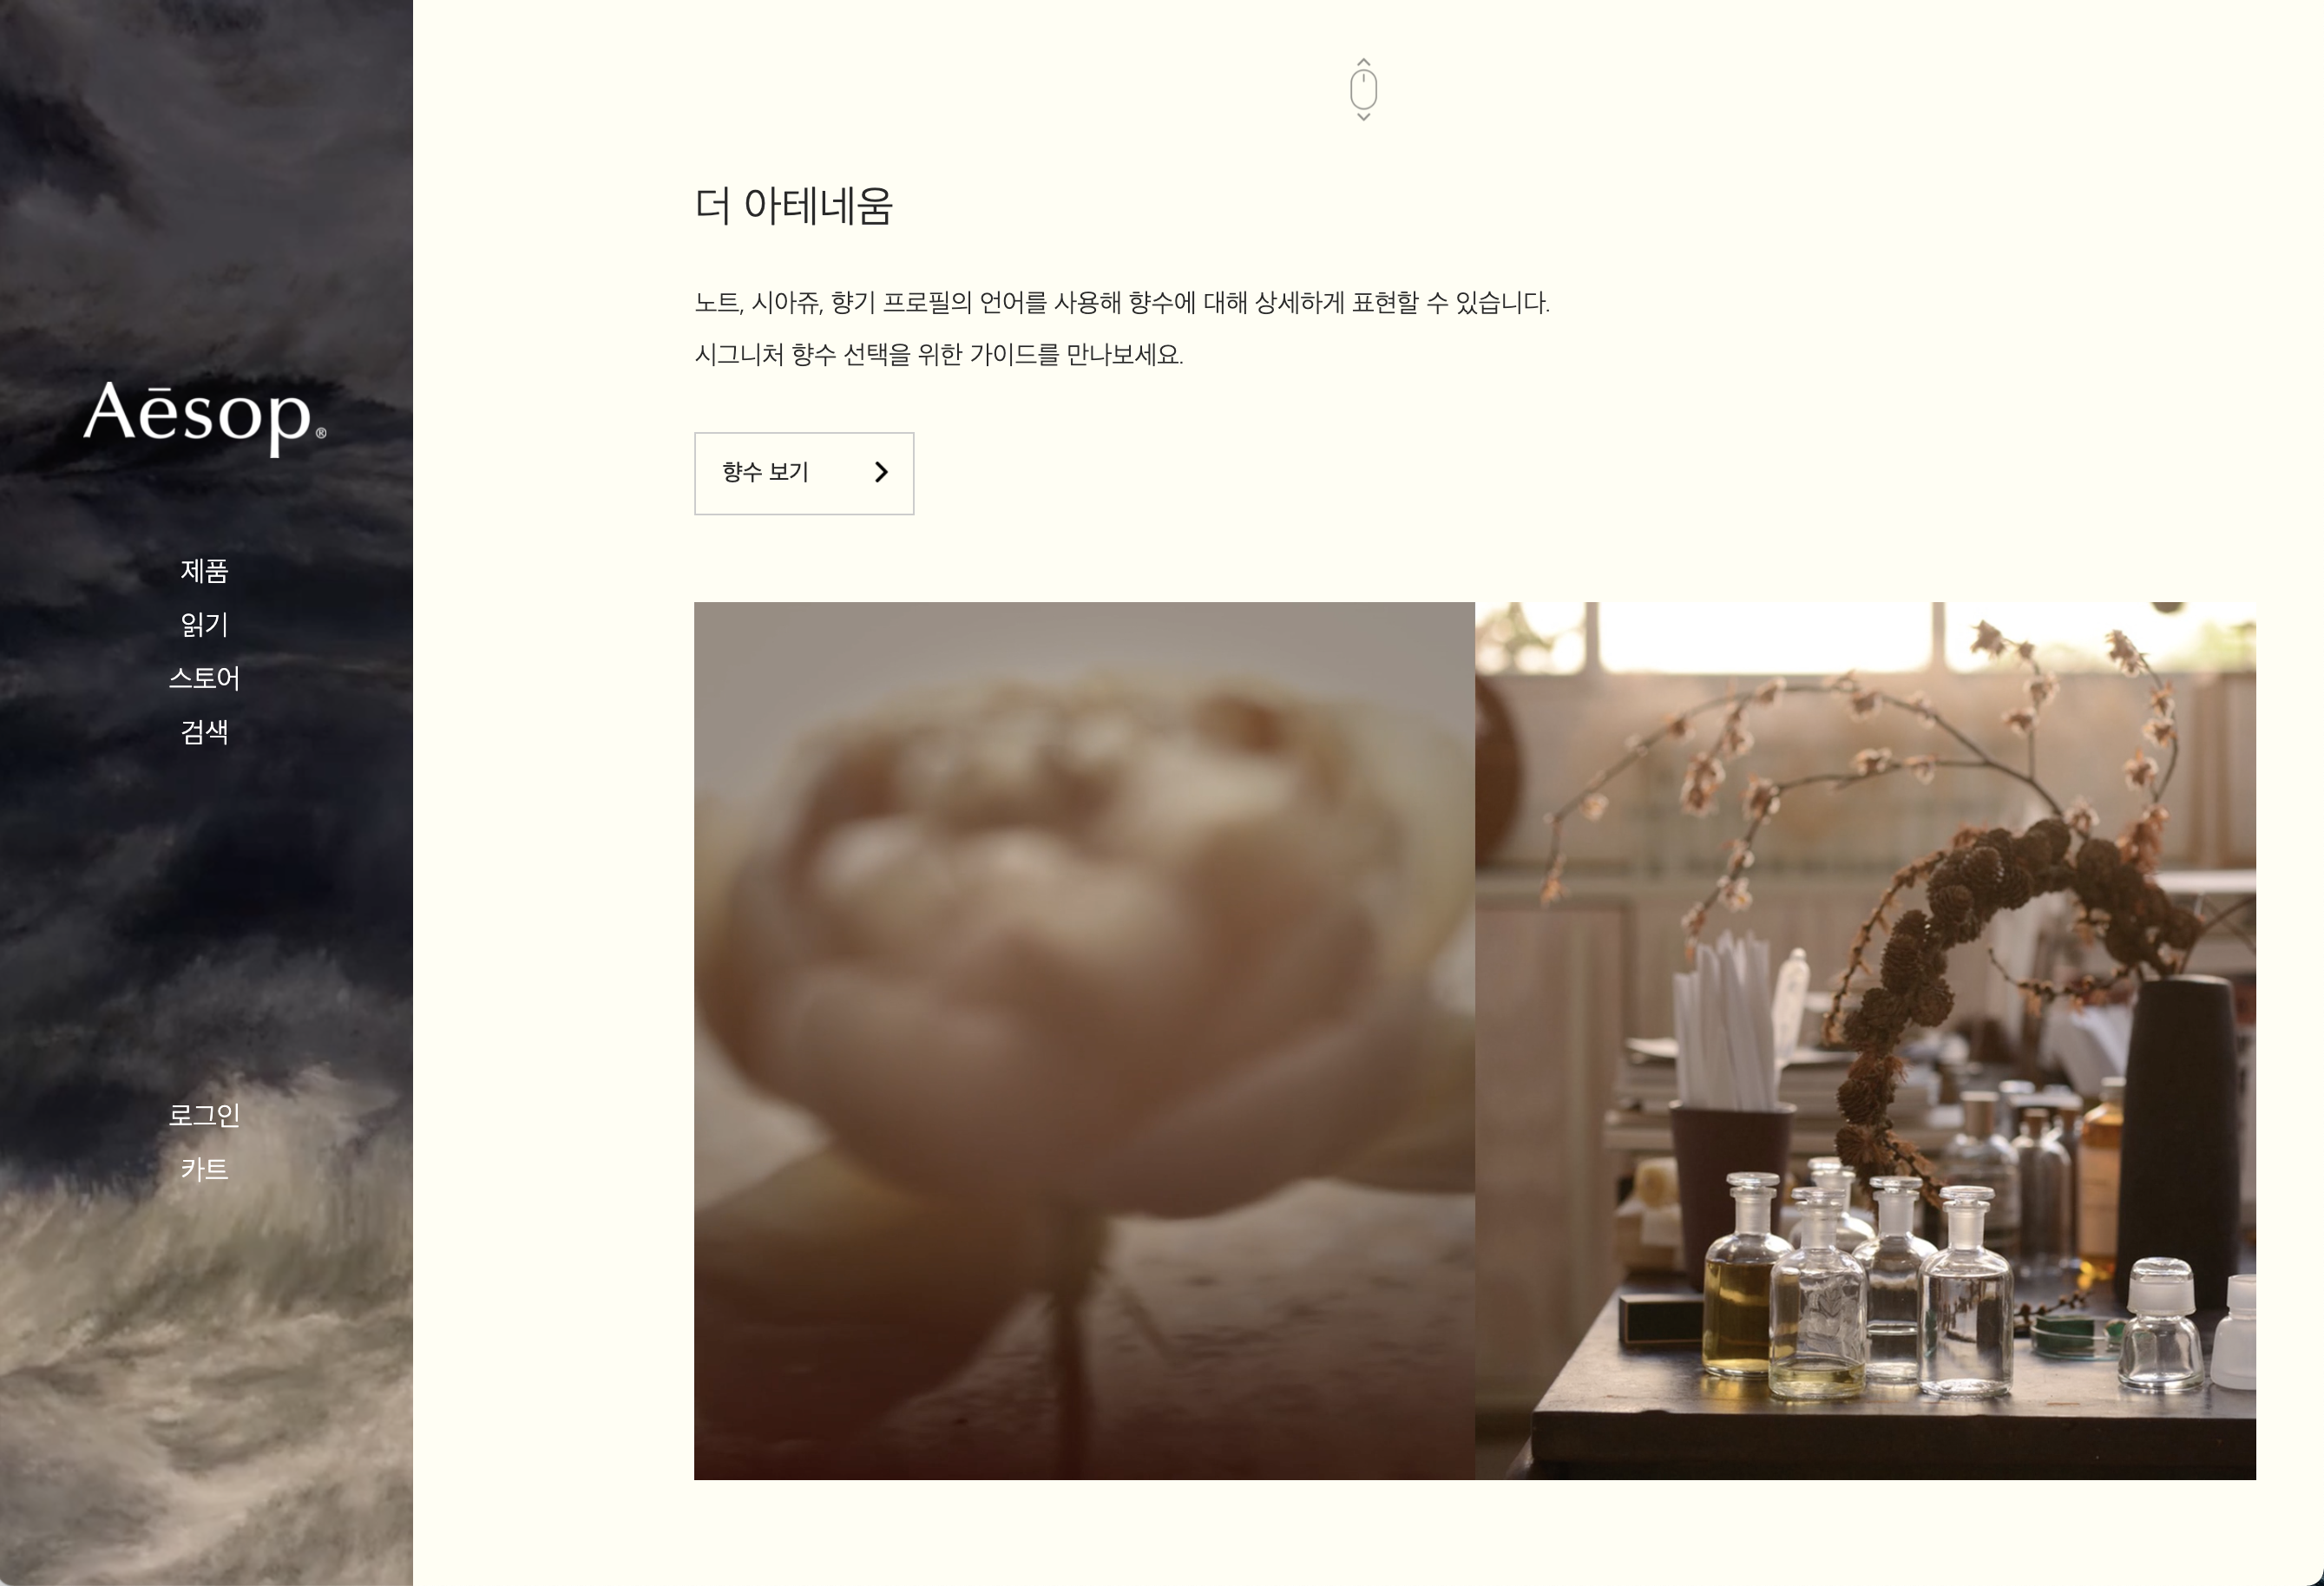 Aēsop®
제품
읽기
스토어
검색
로그인
카트
더 아테네움
노트, 시아쥬, 향기 프로필의 언어를 사용해 향수에 대해 상세하게 표현할 수 있습니다.
시그니처 향수 선택을 위한 가이드를 만나보세요.
향수 보기